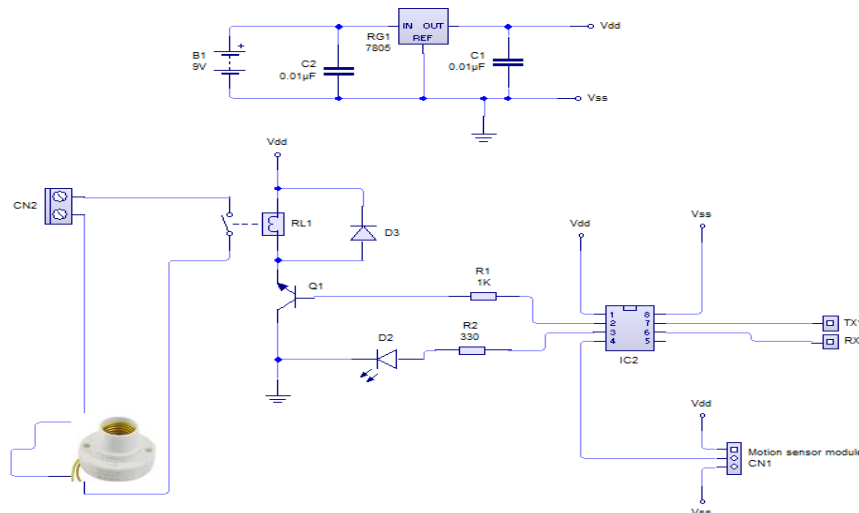 IN OUT
REF
RG1
7805
Vdd
B1
9V
C2
0.01µF
C1
0.01µF
Vss
Vdd
CN2
RL1
D3
Vdd
Vss
Q1
R1
1K
D2
R2
330
1
2
3
4
8
7
6
5
IC2
TX1
RX
Vdd
Motion sensor module
CN1
Vss